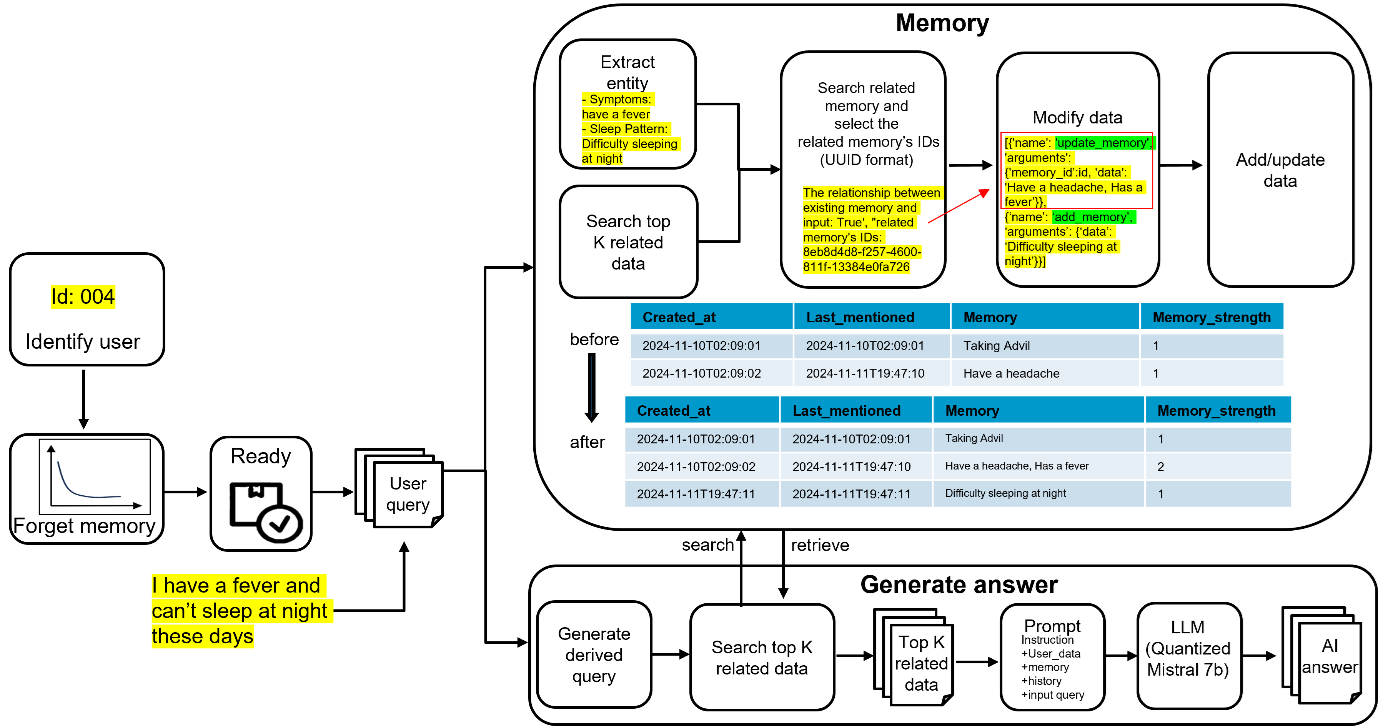 Memory
Extract
entity
- Symptoms:
have a fever
- Sleep Pattern:
Difficulty sleeping
at night
Search top
K related
data
Search related
memory and
select the
related memory's IDs
(UUID format)
The relationship between
existing memory and
input: True', "related
memory's IDs:
8eb8d4d8-f257-4600-
811f-13384e0fa726
Modify data
[{'name': 'update_memory',
'arguments':
{'memory_id':id, 'data':
'Have a headache, Has a
fever'}},
{'name': 'add_memory',
'arguments': {'data':
'Difficulty sleeping at
night'}}]
Add/update
data
Id: 004
Identify user
Forget memory
Ready
User
query
I have a fever and
can't sleep at night
these days
before
Created_at Last_mentioned Memory Memory_strength
2024-11-10T02:09:01 2024-11-10T02:09:01 Taking Advil 1
2024-11-10T02:09:02 2024-11-11T19:47:10 Have a headache 1
after
Created_at Last_mentioned Memory Memory_strength
2024-11-10T02:09:01 2024-11-10T02:09:01 Taking Advil 1
2024-11-10T02:09:02 2024-11-11T19:47:10 Have a headache, Has a fever 2
2024-11-11T19:47:11 2024-11-11T19:47:11 Difficulty sleeping at night 1
search retrieve
Generate answer
Generate
derived
query
Search top K
related data
Top K
related
data
Prompt
Instruction
+User_data
+memory
+history
+input query
LLM
(Quantized
Mistral 7b)
AI
answer